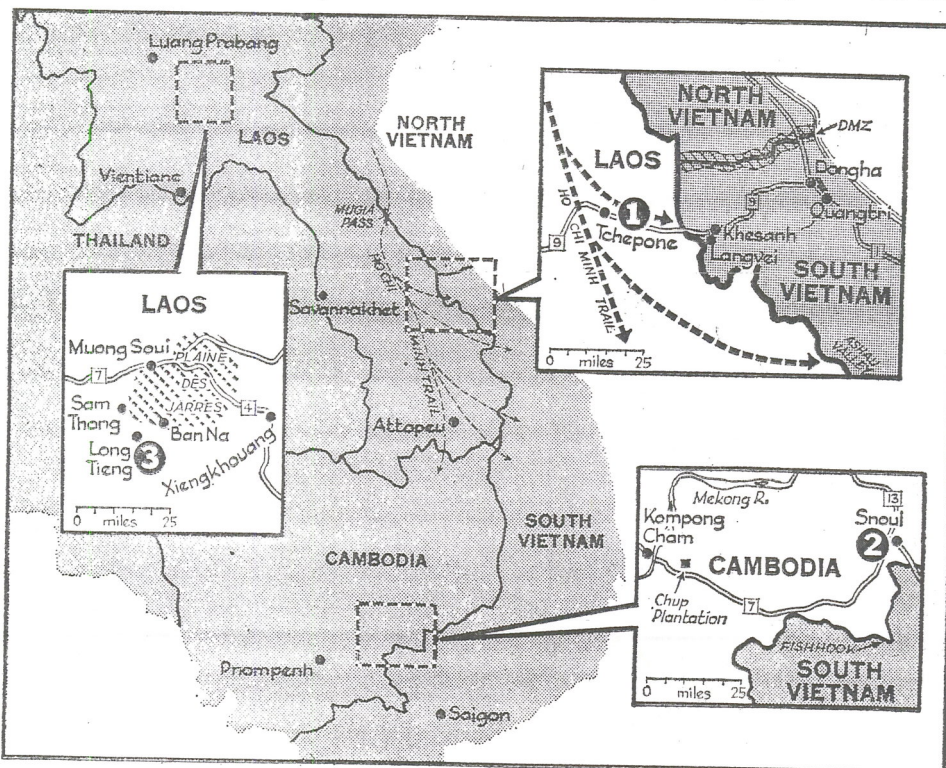 Luang Prabang
LAOS
NORTH
VIETNAM
Vientiane
MUGIA
PASS
THAILAND
HO CHI
MINH TRAIL
Savannakhet
Attopeu
SOUTH
VIETNAM
CAMBODIA
Pnompenh
Saigon
NORTH
VIETNAM
DMZ
LAOS
Dongha
9
Quangtri
HO
CHI MINH
TRAIL
1
Tchepone
Khesanh
Langvei
9
1
SOUTH
VIETNAM
ASHAU
VALLEY
0 miles 25
LAOS
Muong Soui
PLAINE
DES
JARRES
7
4
Sam
Thong
Ban Na
Long
Tieng
3
Xiengkhouang
0 miles 25
Mekong R.
13
Kompong
Cham
Snoul
2
CAMBODIA
Chup
Plantation
7
FISHHOOK
SOUTH
VIETNAM
0 miles 25